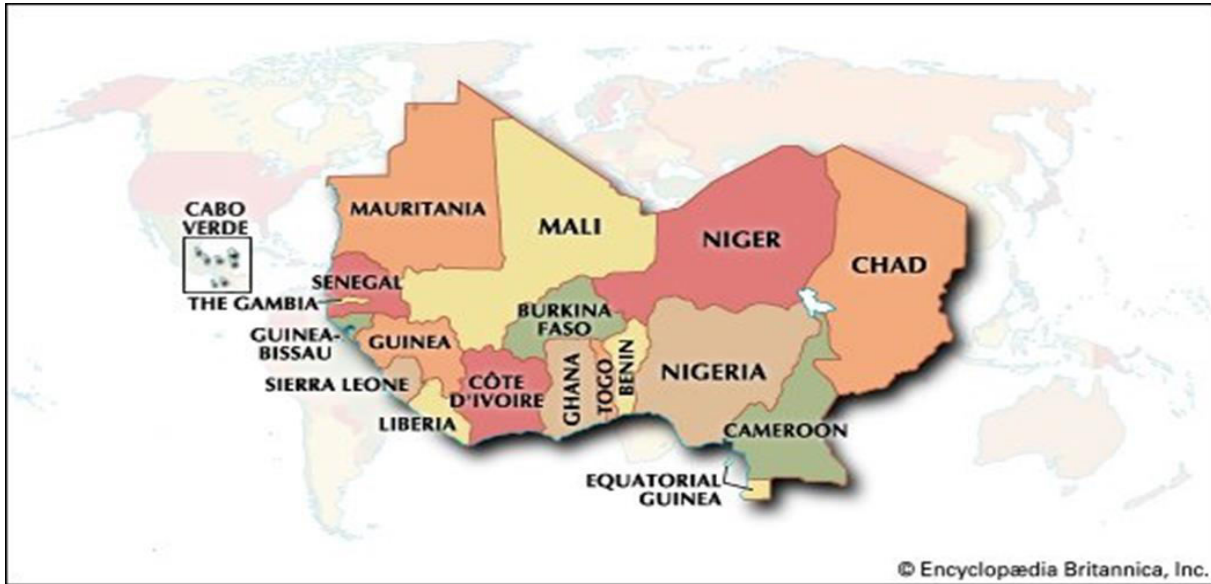 CABO
VERDE
MAURITANIA
MALI
NIGER
CHAD
SENEGAL
THE GAMBIA
BURKINA
FASO
GUINEA-
BISSAU
GUINEA
SIERRA LEONE
CÔTE
D'IVOIRE
GHANA
TOGO
BENIN
NIGERIA
LIBERIA
CAMEROON
EQUATORIAL
GUINEA
© Encyclopædia Britannica, Inc.